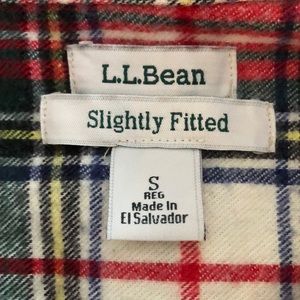 L.L.Bean
Slightly Fitted
S
REG
Made In
El Salvador